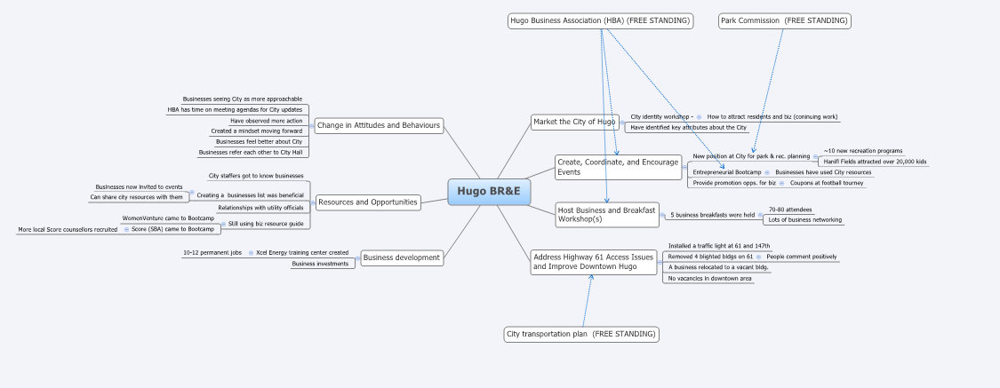 Hugo Business Association (HBA) (FREE STANDING)
Park Commission (FREE STANDING)
Businesses seeing City as more approachable
HBA has time on meeting agendas for City updates
Have observed more action
Created a mindset moving forward
Businesses feel better about City
Businesses refer each other to City Hall
Change in Attitudes and Behaviours
City staffers got to know businesses
Businesses now invited to events
Can share city resources with them
Creating a businesses list was beneficial
Relationships with utility officials
WomenVenture came to Bootcamp
More local Score counsellors recruited
Score (SBA) came to Bootcamp
Still using biz resource guide
Resources and Opportunities
10-12 permanent jobs
Xcel Energy training center created
Business investments
Business development
Hugo BR&E
Market the City of Hugo
City identity workshop -
How to attract residents and biz (coninuing work)
Have identified key attributes about the City
Create, Coordinate, and Encourage
Events
New postion at City for park & rec. planning
~10 new recreation programs
Hanifl Fields attracted over 20,000 kids
Entrepreneurial Bootcamp
Businesses have used City resources
Provide promotion opps. for biz
Coupons at football tourney
Host Business and Breakfast
Workshop(s)
5 business breakfasts were held
70-80 attendees
Lots of business networking
Address Highway 61 Access Issues
and Improve Downtown Hugo
Installed a traffic light at 61 and 147th
Removed 4 blighted bldgs on 61
People comment positively
A business relocated to a vacant bldg.
No vacancies in downtown area
City transportation plan (FREE STANDING)